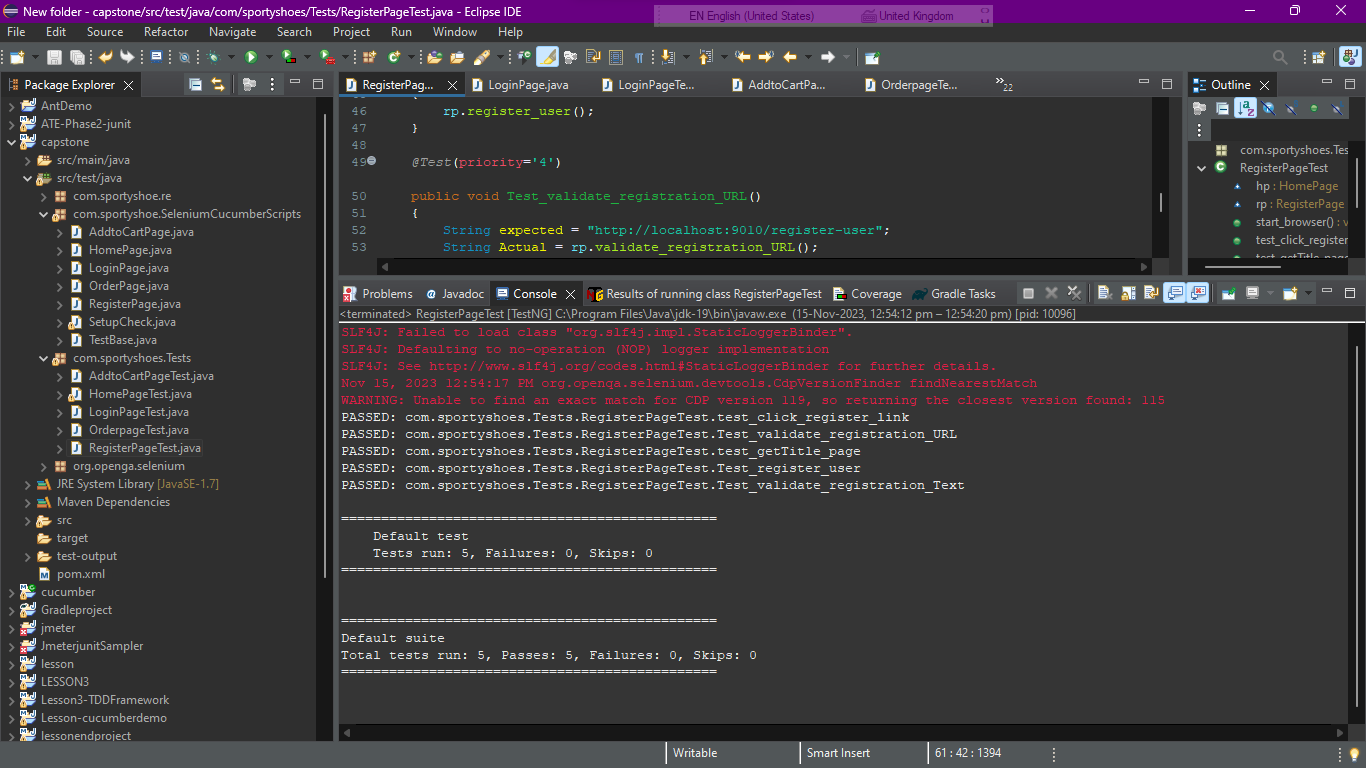 New folder - capstone/src/test/java/com/sportyshoes/Tests/RegisterPageTest.java - Eclipse IDE
EN English (United States) United Kingdom
File Edit Source Refactor Navigate Search Project Run Window Help
Package Explorer
AntDemo
ATE-Phase2-junit
capstone
src/main/java
src/test/java
com.sportyshoe.re
com.sportyshoe.SeleniumCucumberScripts
AddtoCartPage.java
HomePage.java
LoginPage.java
OrderPage.java
RegisterPage.java
SetupCheck.java
TestBase.java
com.sportyshoes.Tests
AddtoCartPageTest.java
HomePageTest.java
LoginPageTest.java
OrderpageTest.java
RegisterPageTest.java
org.openga.selenium
JRE System Library [JavaSE-1.7]
Maven Dependencies
src
target
test-output
pom.xml
cucumber
Gradleproject
jmeter
JmeterjunitSampler
lesson
LESSON3
Lesson3-TDDFramework
Lesson-cucumberdemo
lessonendproject
RegisterPag... LoginPage.java LoginPageTe... AddtoCartPa... OrderpageTe... »22
46 rp.register_user();
47 }
48
49 @Test(priority='4')
50 public void Test_validate_registration_URL()
51 {
52 String expected = "http://localhost:9010/register-user";
53 String Actual = rp.validate_registration_URL();
Outline
com.sportyshoes.Tes
RegisterPageTest
hp : HomePage
rp : RegisterPage
start_browser() : v
test_click_register
test_getTitle_page
Problems Javadoc Console Results of running class RegisterPageTest Coverage Gradle Tasks
<terminated> RegisterPageTest [TestNG] C:\Program Files\Java\jdk-19\bin\javaw.exe (15-Nov-2023, 12:54:12 pm – 12:54:20 pm) [pid: 10096]
SLF4J: Failed to load class "org.slf4j.impl.StaticLoggerBinder".
SLF4J: Defaulting to no-operation (NOP) logger implementation
SLF4J: See http://www.slf4j.org/codes.html#StaticLoggerBinder for further details.
Nov 15, 2023 12:54:17 PM org.openqa.selenium.devtools.CdpVersionFinder findNearestMatch
WARNING: Unable to find an exact match for CDP version 119, so returning the closest version found: 115
PASSED: com.sportyshoes.Tests.RegisterPageTest.test_click_register_link
PASSED: com.sportyshoes.Tests.RegisterPageTest.Test_validate_registration_URL
PASSED: com.sportyshoes.Tests.RegisterPageTest.test_getTitle_page
PASSED: com.sportyshoes.Tests.RegisterPageTest.Test_register_user
PASSED: com.sportyshoes.Tests.RegisterPageTest.Test_validate_registration_Text
===============================================
Default test
Tests run: 5, Failures: 0, Skips: 0
===============================================
===============================================
Default suite
Total tests run: 5, Passes: 5, Failures: 0, Skips: 0
===============================================
Writable Smart Insert 61 : 42 : 1394